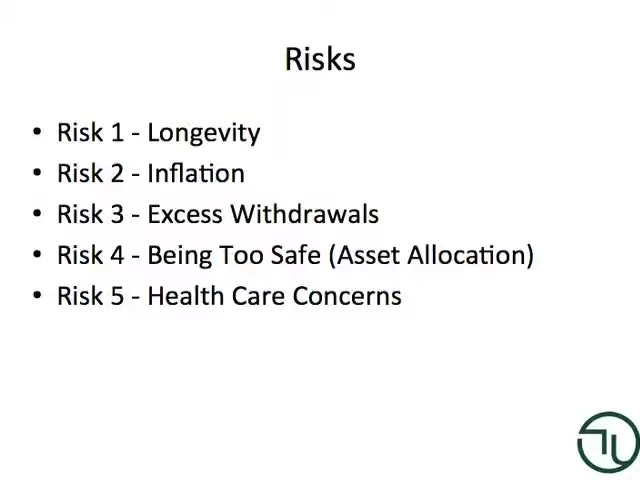 Risks
• Risk 1 - Longevity
• Risk 2 - Inflation
• Risk 3 - Excess Withdrawals
• Risk 4 - Being Too Safe (Asset Allocation)
• Risk 5 - Health Care Concerns